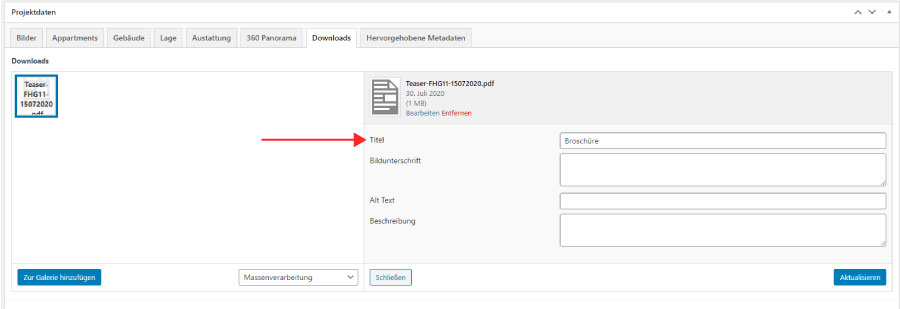 Projektdaten
Bilder Appartments Gebäude Lage Austattung 360 Panorama Downloads Hervorgehobene Metadaten
Downloads
Teaser-
FHG11-
15072020
.pdf
Teaser-FHG11-15072020.pdf
30. Juli 2020
(1 MB)
Bearbeiten Entfernen
Titel Broschüre
Bildunterschrift
Alt Text
Beschreibung
Zur Galerie hinzufügen Massenverarbeitung Schließen Aktualisieren